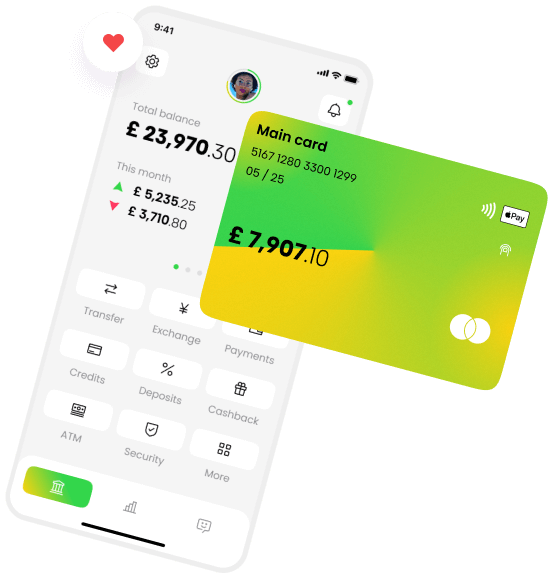 9:41
Total balance
£ 23,970.30
This month
£ 5,235.25
£ 3,710.80
Main card
5167 1280 3300 1299
05 / 25
Pay
£ 7,907.10
Transfer
Exchange
Payments
Credits
Deposits
Cashback
ATM
Security
More